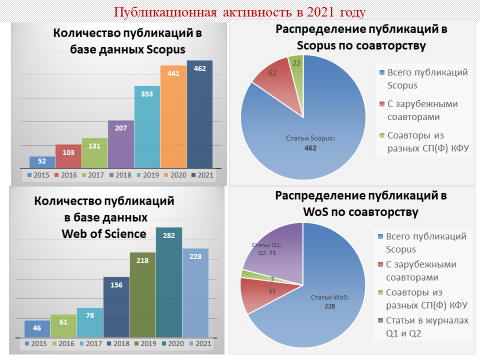 Публикационная активность в 2021 году
Количество публикаций в
базе данных Scopus
52
103
131
207
353
441
462
2015 2016 2017 2018 2019 2020 2021
Распределение публикаций в
Scopus по соавторству
62
22
Статьи Scopus:
462
Всего публикаций
Scopus
С зарубежными
соавторами
Соавторы из
разных СП(Ф) КФУ
Количество публикаций
в базе данных
Web of Science
46
61
78
156
218
282
228
2015 2016 2017 2018 2019 2020 2021
Распределение публикаций в
WoS по соавторству
Статьи Q1,
Q2: 71
Статьи WoS:
228
Всего публикаций
Scopus
С зарубежными
соавторами
Соавторы из
разных СП(Ф) КФУ
Статьи в журналах
Q1 и Q2